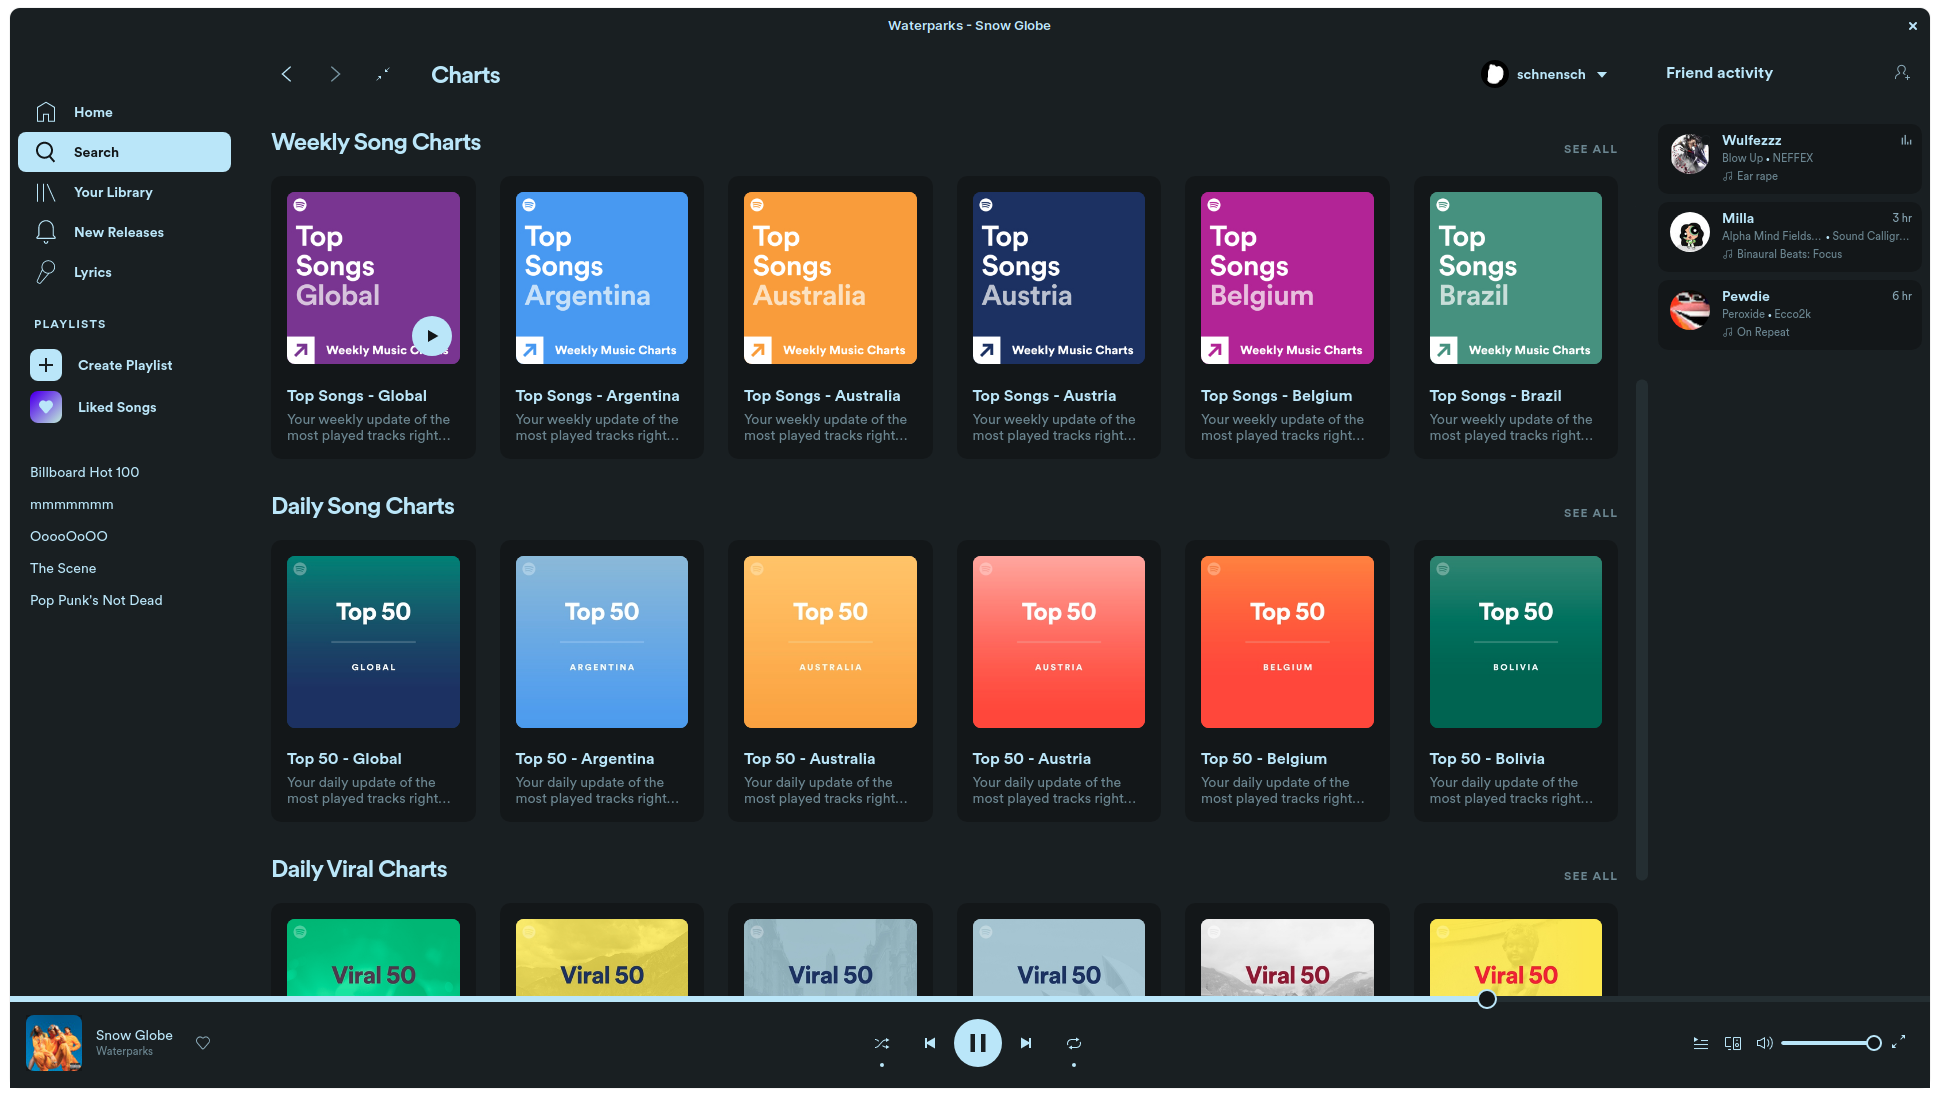 Waterparks - Snow Globe
Charts
schnensch
Friend activity
Home
Search
Your Library
New Releases
Lyrics
PLAYLISTS
Create Playlist
Liked Songs
Billboard Hot 100
mmmmmmm
OoooOoOO
The Scene
Pop Punk's Not Dead
Weekly Song Charts
SEE ALL
Top
Songs
Global
Weekly Music
Top Songs - Global
Your weekly update of the
most played tracks right...
Top
Songs
Argentina
Weekly Music Charts
Top Songs - Argentina
Your weekly update of the
most played tracks right...
Top
Songs
Australia
Weekly Music Charts
Top Songs - Australia
Your weekly update of the
most played tracks right...
Top
Songs
Austria
Weekly Music Charts
Top Songs - Austria
Your weekly update of the
most played tracks right...
Top
Songs
Belgium
Weekly Music Charts
Top Songs - Belgium
Your weekly update of the
most played tracks right...
Top
Songs
Brazil
Weekly Music Charts
Top Songs - Brazil
Your weekly update of the
most played tracks right...
Daily Song Charts
SEE ALL
Top 50
GLOBAL
Top 50 - Global
Your daily update of the
most played tracks right...
Top 50
ARGENTINA
Top 50 - Argentina
Your daily update of the
most played tracks right...
Top 50
AUSTRALIA
Top 50 - Australia
Your daily update of the
most played tracks right...
Top 50
AUSTRIA
Top 50 - Austria
Your daily update of the
most played tracks right...
Top 50
BELGIUM
Top 50 - Belgium
Your daily update of the
most played tracks right...
Top 50
BOLIVIA
Top 50 - Bolivia
Your daily update of the
most played tracks right...
Daily Viral Charts
SEE ALL
Viral 50
Viral 50
Viral 50
Viral 50
Viral 50
Viral 50
Wulfezzz
Blow Up • NEFFEX
Ear rape
Milla 3 hr
Alpha Mind Fields... • Sound Calligr...
Binaural Beats: Focus
Pewdie 6 hr
Peroxide • Ecco2k
On Repeat
Snow Globe
Waterparks